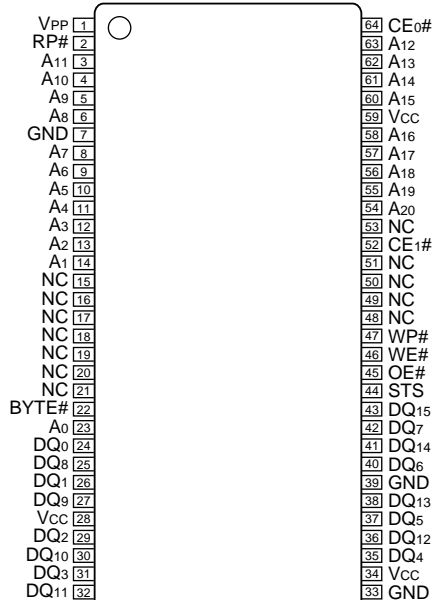 VPP 1
RP# 2
A11 3
A10 4
A9 5
A8 6
GND 7
A7 8
A6 9
A5 10
A4 11
A3 12
A2 13
A1 14
NC 15
NC 16
NC 17
NC 18
NC 19
NC 20
NC 21
BYTE# 22
A0 23
DQ0 24
DQ8 25
DQ1 26
DQ9 27
VCC 28
DQ2 29
DQ10 30
DQ3 31
DQ11 32
64 CE0#
63 A12
62 A13
61 A14
60 A15
59 VCC
58 A16
57 A17
56 A18
55 A19
54 A20
53 NC
52 CE1#
51 NC
50 NC
49 NC
48 NC
47 WP#
46 WE#
45 OE#
44 STS
43 DQ15
42 DQ7
41 DQ14
40 DQ6
39 GND
38 DQ13
37 DQ5
36 DQ12
35 DQ4
34 VCC
33 GND